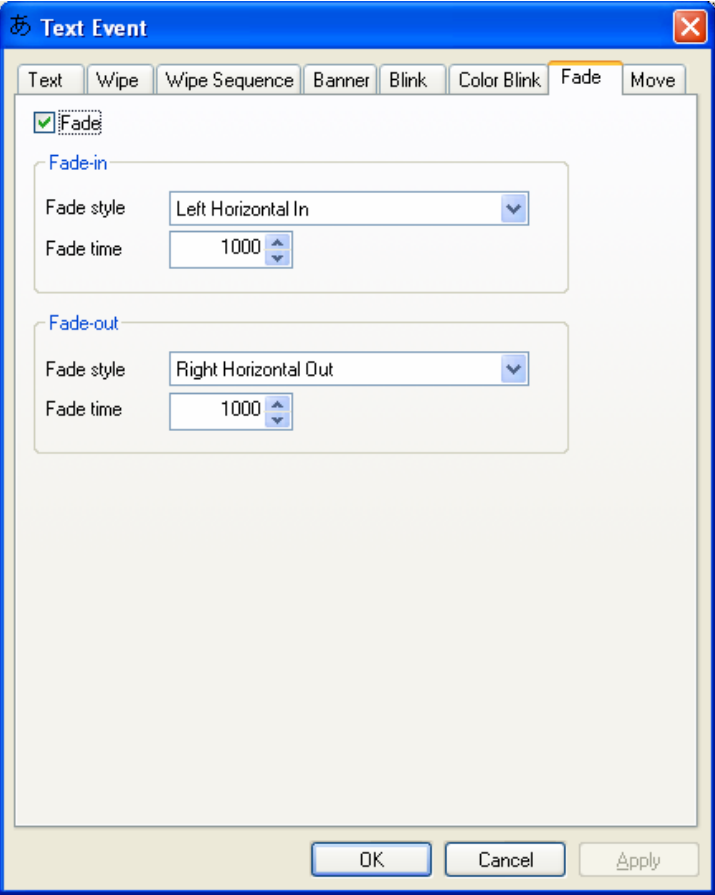 あ Text Event
Text Wipe Wipe Sequence Banner Blink Color Blink Fade Move
Fade
Fade-in
Fade style Left Horizontal In
Fade time 1000
Fade-out
Fade style Right Horizontal Out
Fade time 1000
OK Cancel Apply